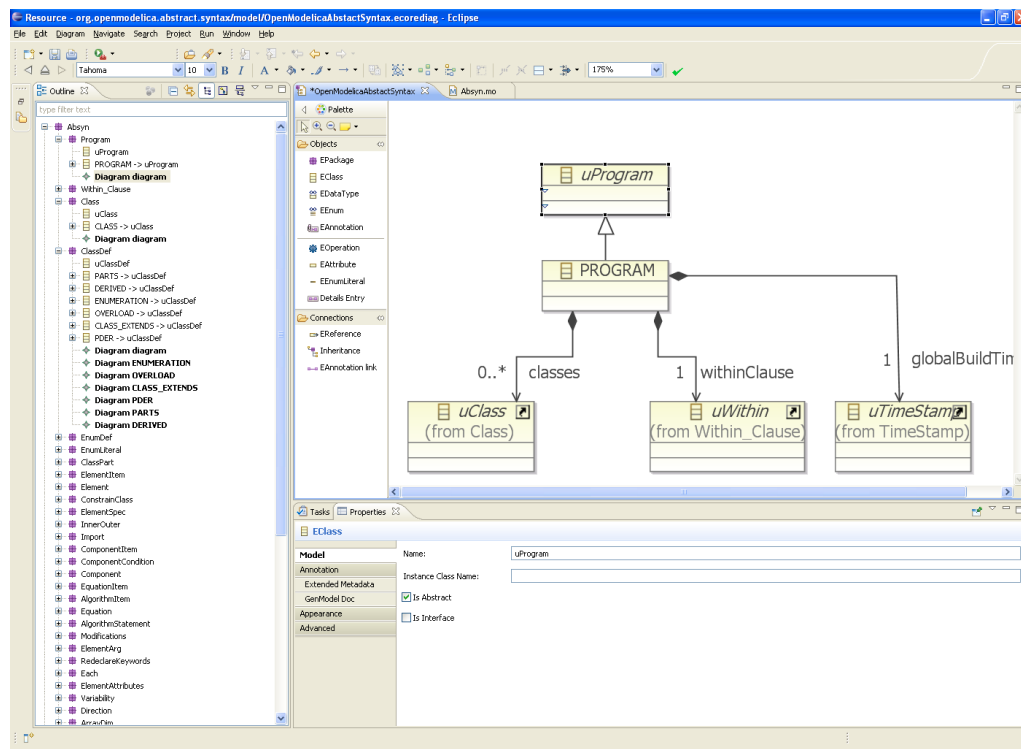 Resource - org.openmodelica.abstract.syntax/model/OpenModelicaAbstactSyntax.ecorediag - Eclipse
File Edit Diagram Navigate Search Project Run Window Help
Tahoma 10 B I A 175%
Outline
type filter text
Absyn
Program
uProgram
PROGRAM -> uProgram
Diagram diagram
Within_Clause
Class
uClass
CLASS -> uClass
Diagram diagram
ClassDef
uClassDef
PARTS -> uClassDef
DERIVED -> uClassDef
ENUMERATION -> uClassDef
OVERLOAD -> uClassDef
CLASS_EXTENDS -> uClassDef
PDER -> uClassDef
Diagram diagram
Diagram ENUMERATION
Diagram OVERLOAD
Diagram CLASS_EXTENDS
Diagram PDER
Diagram PARTS
Diagram DERIVED
EnumDef
EnumLiteral
ClassPart
ElementItem
Element
ConstrainClass
ElementSpec
InnerOuter
Import
ComponentItem
ComponentCondition
Component
EquationItem
AlgorithmItem
Equation
AlgorithmStatement
Modifications
ElementArg
RedeclareKeywords
Each
ElementAttributes
Variability
Direction
ArrayDim
*OpenModelicaAbstactSyntax Absyn.mo
Palette
Objects
EPackage
EClass
EDataType
EEnum
EAnnotation
EOperation
EAttribute
EEnumLiteral
Details Entry
Connections
EReference
Inheritance
EAnnotation link
uProgram
PROGRAM
0..* classes
1 withinClause
1 globalBuildTim
uClass
(from Class)
uWithin
(from Within_Clause)
uTimeStamp
(from TimeStamp)
Tasks Properties
EClass
Model
Annotation
Extended Metadata
GenModel Doc
Appearance
Advanced
Name: uProgram
Instance Class Name:
Is Abstract
Is Interface